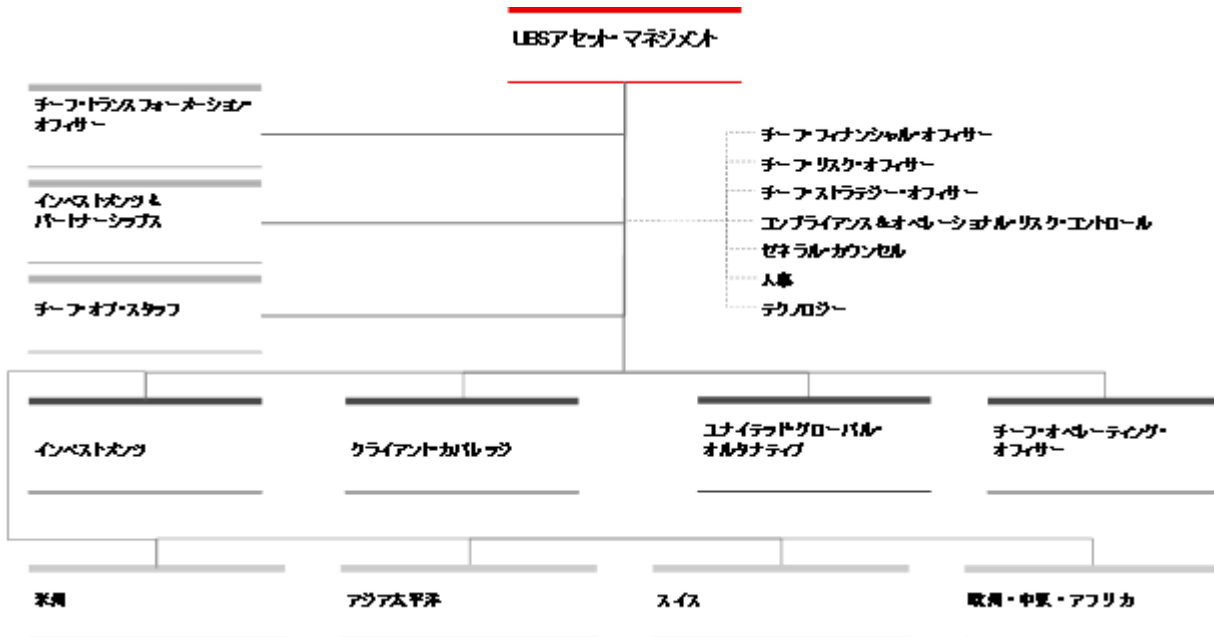 UBSアセット・マネジメント
チーフ・トランスフォーメーション・
オフィサー
インベストメンツ &
パートナーシップス
チーフ・オブ・スタッフ
チーフ・フィナンシャル・オフィサー
チーフ・リスク・オフィサー
チーフ・ストラテジー・オフィサー
コンプライアンス & オペレーショナル・リスク・コントロール
ゼネラル・カウンセル
人事
テクノロジー
インベストメンツ
クライアント・カバレッジ
ユナイテッド・グローバル・
オルタナティブ
チーフ・オペレーティング・
オフィサー
米州
アジア太平洋
スイス
欧州・中東・アフリカ